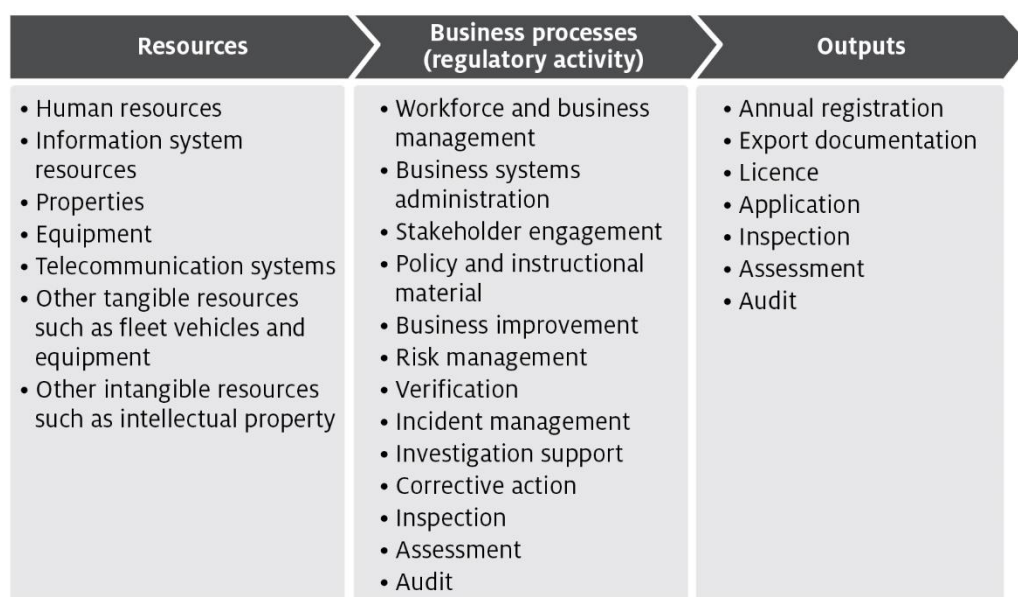 Resources
Business processes
(regulatory activity)
Outputs
• Human resources
• Information system
resources
• Properties
• Equipment
• Telecommunication systems
• Other tangible resources
such as fleet vehicles and
equipment
• Other intangible resources
such as intellectual property
• Workforce and business
management
• Business systems
administration
• Stakeholder engagement
• Policy and instructional
material
• Business improvement
• Risk management
• Verification
• Incident management
• Investigation support
• Corrective action
• Inspection
• Assessment
• Audit
• Annual registration
• Export documentation
• Licence
• Application
• Inspection
• Assessment
• Audit